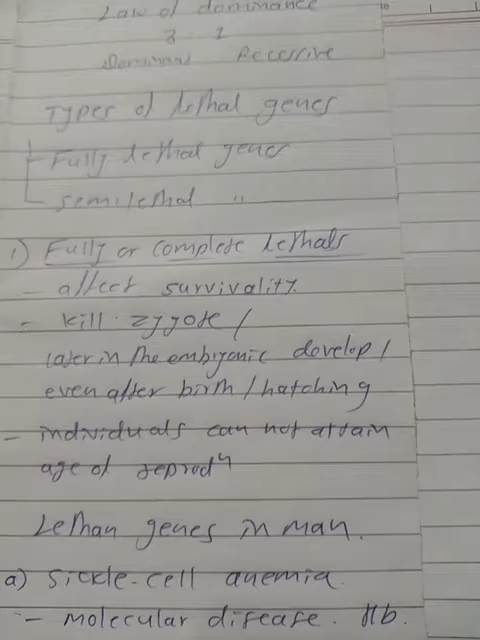 Law of dominance
3 : 1
Dominant Recessive
Types of lethal genes
Fully lethal genes
semilethal "
1) Fully or complete lethals
- affect survivality
- kill zygote /
later in the embryonic develop /
even after birth / hatching
- individuals can not attain
age of reprodⁿ
Lethan genes in man.
a) Sickle-cell anemia.
- molecular disease. Hb.